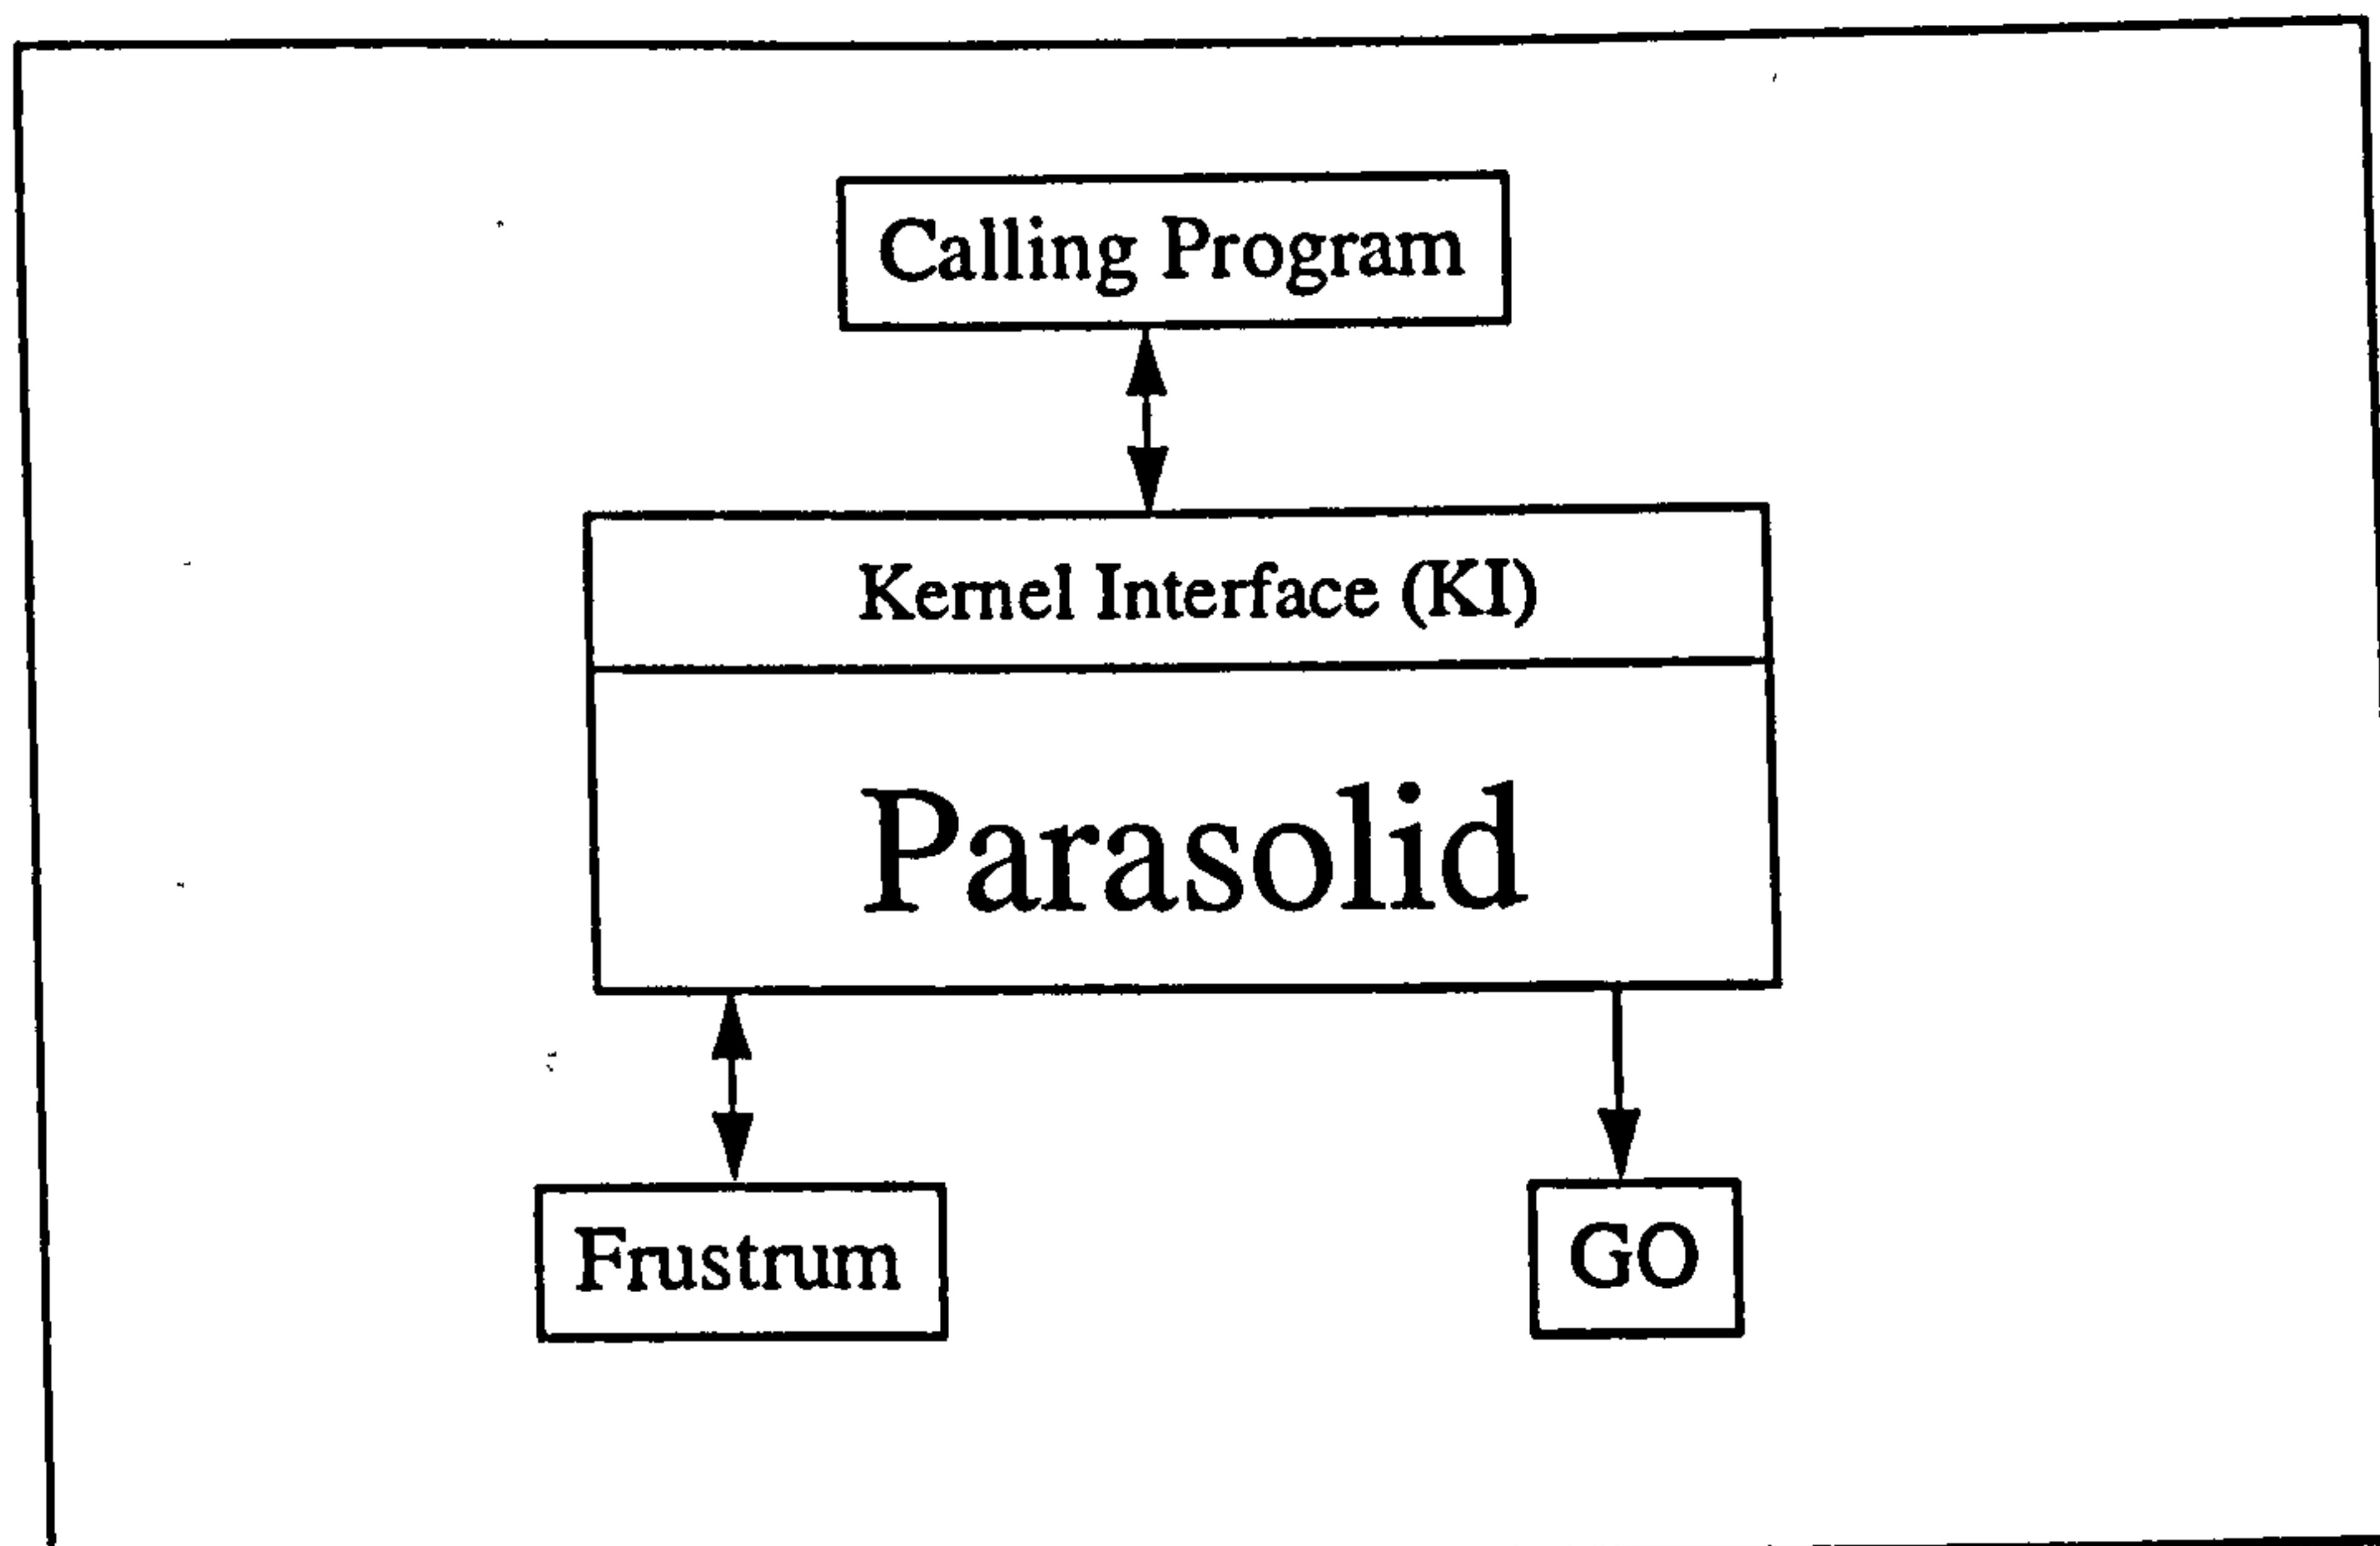 Calling Program
Kernel Interface (KI)
Parasolid
Frustrum
GO